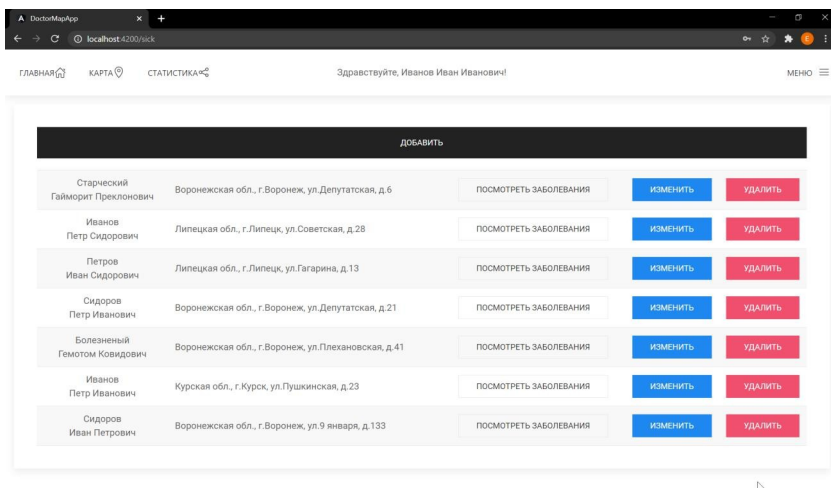 A DoctorMapApp
localhost:4200/sick
E
ГЛАВНАЯ КАРТА СТАТИСТИКА Здравствуйте, Иванов Иван Иванович! МЕНЮ
ДОБАВИТЬ
Старческий
Гайморит Преклонович
Воронежская обл., г.Воронеж, ул.Депутатская, д.6 ПОСМОТРЕТЬ ЗАБОЛЕВАНИЯ ИЗМЕНИТЬ УДАЛИТЬ
Иванов
Петр Сидорович
Липецкая обл., г.Липецк, ул.Советская, д.28 ПОСМОТРЕТЬ ЗАБОЛЕВАНИЯ ИЗМЕНИТЬ УДАЛИТЬ
Петров
Иван Сидорович
Липецкая обл., г.Липецк, ул.Гагарина, д.13 ПОСМОТРЕТЬ ЗАБОЛЕВАНИЯ ИЗМЕНИТЬ УДАЛИТЬ
Сидоров
Петр Иванович
Воронежская обл., г.Воронеж, ул.Депутатская, д.21 ПОСМОТРЕТЬ ЗАБОЛЕВАНИЯ ИЗМЕНИТЬ УДАЛИТЬ
Болезненый
Гемотом Ковидович
Воронежская обл., г.Воронеж, ул.Плехановская, д.41 ПОСМОТРЕТЬ ЗАБОЛЕВАНИЯ ИЗМЕНИТЬ УДАЛИТЬ
Иванов
Петр Иванович
Курская обл., г.Курск, ул.Пушкинская, д.23 ПОСМОТРЕТЬ ЗАБОЛЕВАНИЯ ИЗМЕНИТЬ УДАЛИТЬ
Сидоров
Иван Петрович
Воронежская обл., г.Воронеж, ул.9 января, д.133 ПОСМОТРЕТЬ ЗАБОЛЕВАНИЯ ИЗМЕНИТЬ УДАЛИТЬ